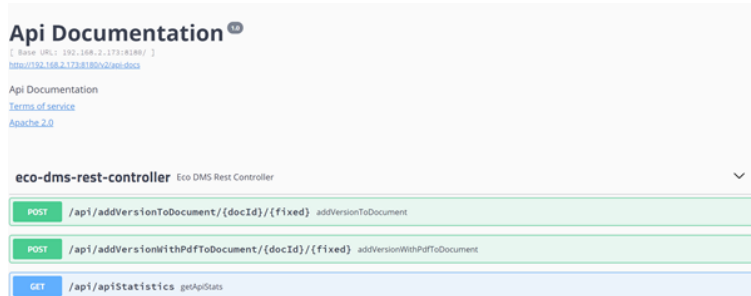 Api Documentation 1.0
[ Base URL: 192.168.2.173:8180/ ]
http://192.168.2.173:8180/v2/api-docs
Api Documentation
Terms of service
Apache 2.0
eco-dms-rest-controller Eco DMS Rest Controller
POST /api/addVersionToDocument/{docId}/{fixed} addVersionToDocument
POST /api/addVersionWithPdfToDocument/{docId}/{fixed} addVersionWithPdfToDocument
GET /api/apiStatistics getApiStats